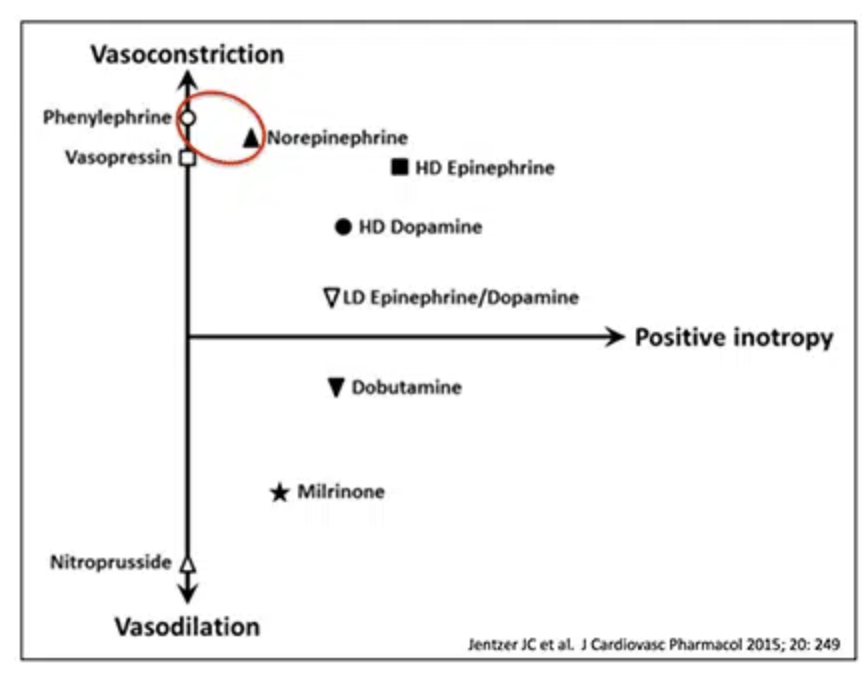 Vasoconstriction
Phenylephrine
Norepinephrine
Vasopressin
HD Epinephrine
HD Dopamine
LD Epinephrine/Dopamine
Positive inotropy
Dobutamine
Milrinone
Nitroprusside
Vasodilation
Jentzer JC et al. J Cardiovasc Pharmacol 2015; 20: 249